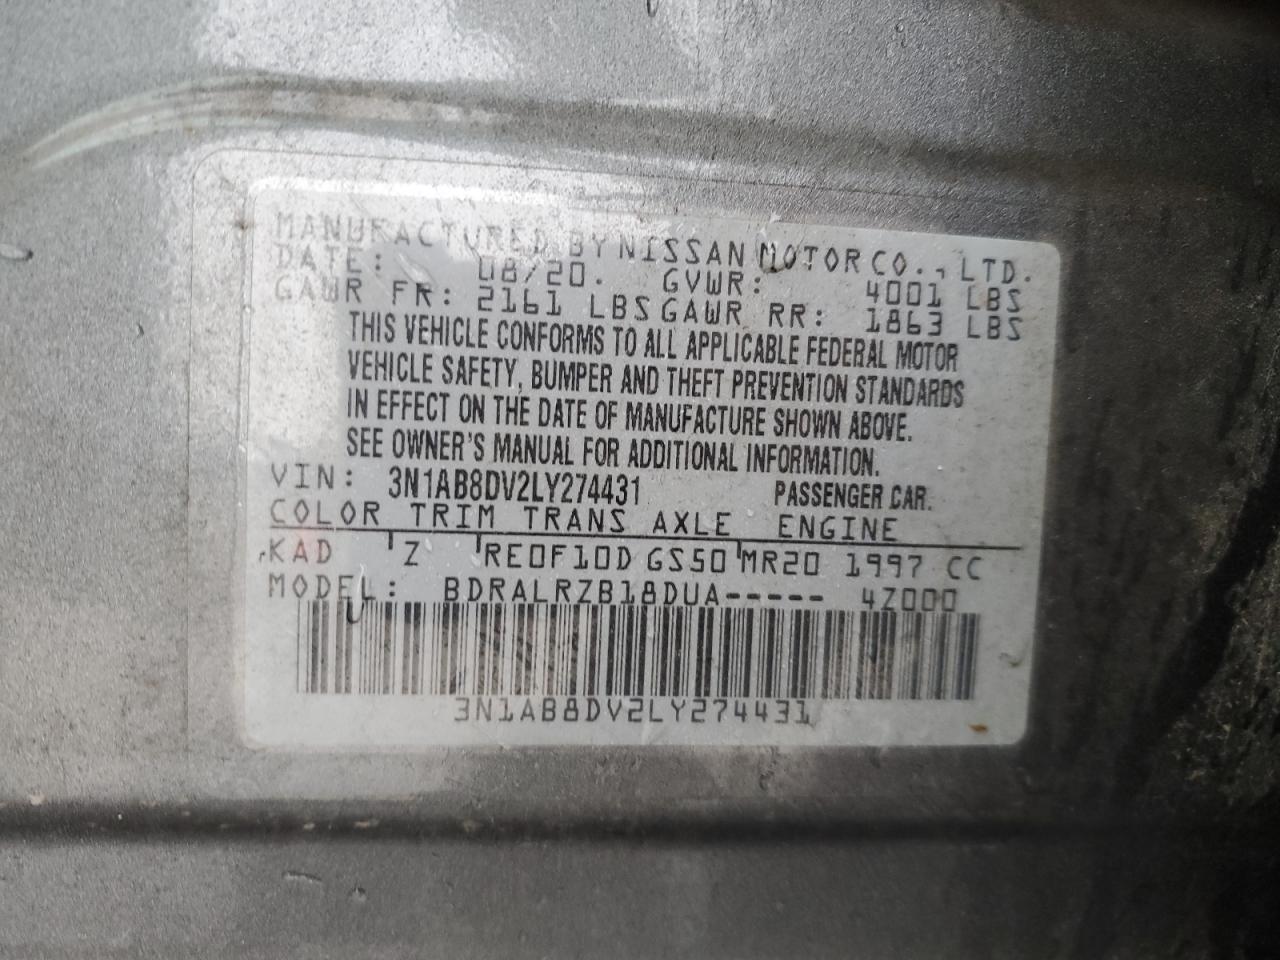 MANUFACTURED BY NISSAN MOTOR CO., LTD.
DATE: 08/20. GVWR: 4001 LBS
GAWR FR: 2161 LBS GAWR RR: 1863 LBS
THIS VEHICLE CONFORMS TO ALL APPLICABLE FEDERAL MOTOR
VEHICLE SAFETY, BUMPER AND THEFT PREVENTION STANDARDS
IN EFFECT ON THE DATE OF MANUFACTURE SHOWN ABOVE.
SEE OWNER'S MANUAL FOR ADDITIONAL INFORMATION.
VIN: 3N1AB8DV2LY274431 PASSENGER CAR.
COLOR TRIM TRANS AXLE ENGINE
KAD Z RE0F10D GS50 MR20 1997 CC
MODEL: BDRALRZB18DUA----- 4Z000
3N1AB8DV2LY274431